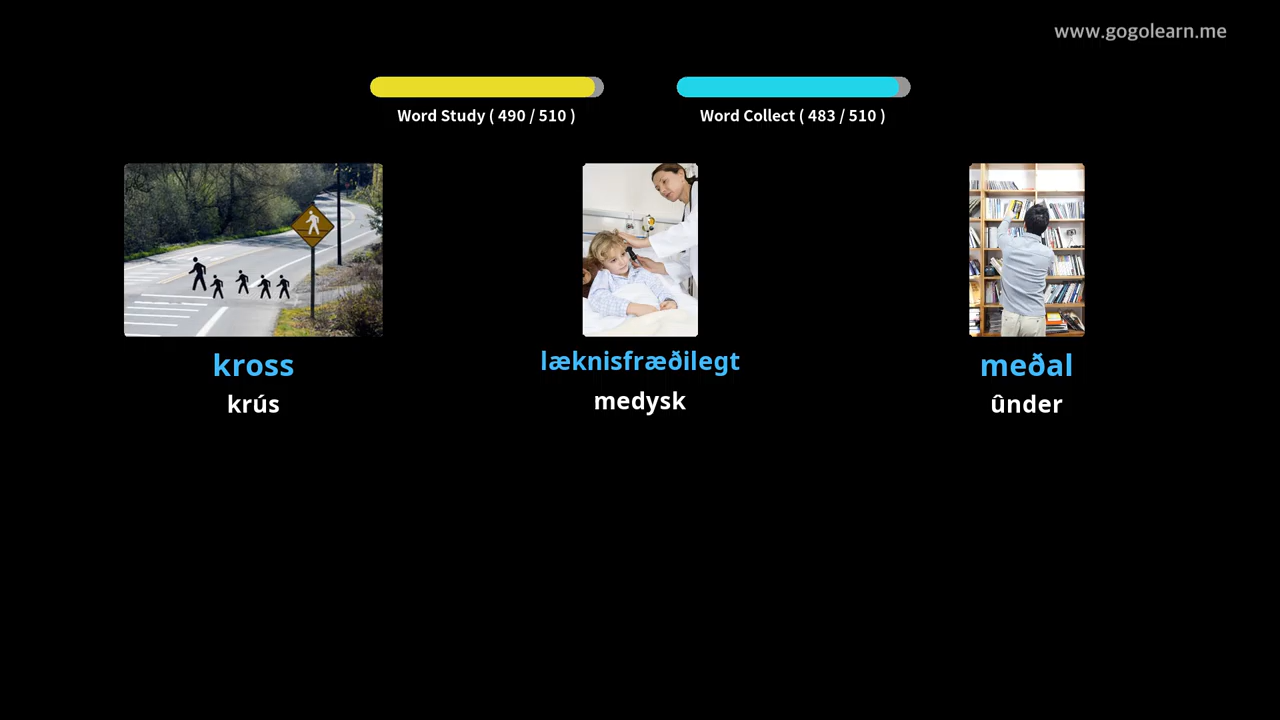 www.gogolearn.me
Word Study ( 490 / 510 )
Word Collect ( 483 / 510 )
kross
læknisfræðilegt
meðal
krús
medysk
ûnder